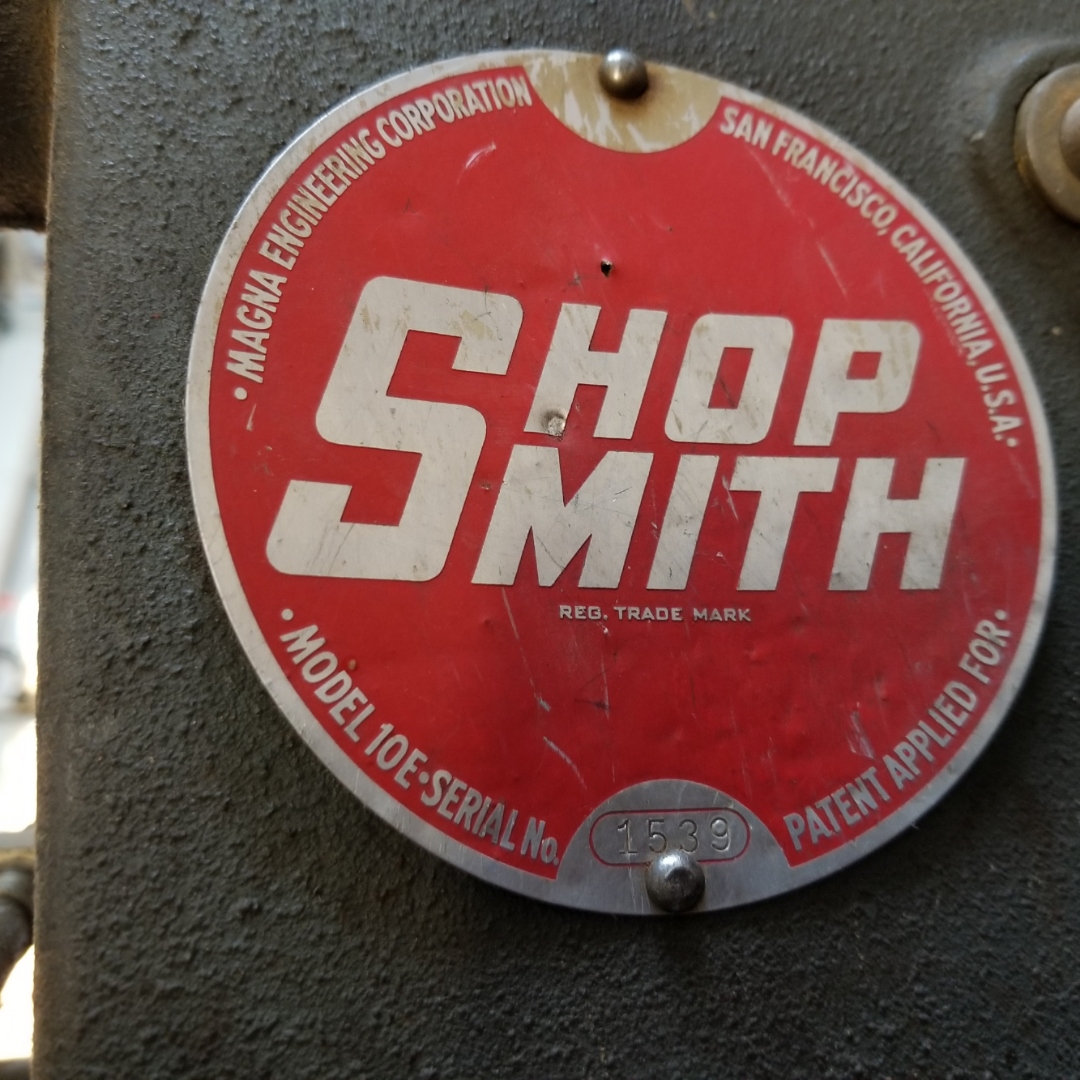 • MAGNA ENGINEERING CORPORATION
SAN FRANCISCO, CALIFORNIA, U.S.A. •
SHOP
SMITH
REG. TRADE MARK
• MODEL 10E • SERIAL No.
1539
PATENT APPLIED FOR •